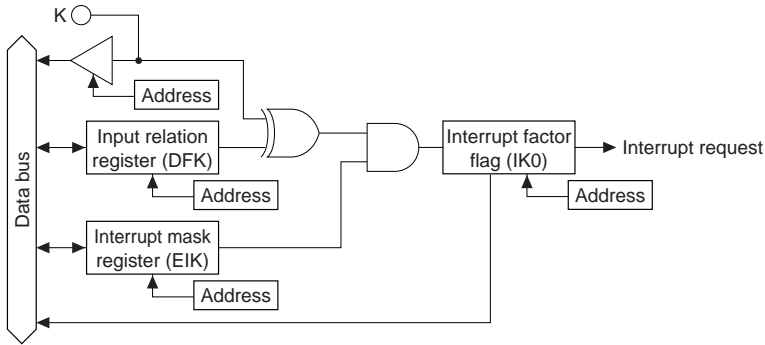 K
Address
Input relation
register (DFK)
Address
Interrupt factor
flag (IK0)
Interrupt request
Address
Data bus
Interrupt mask
register (EIK)
Address